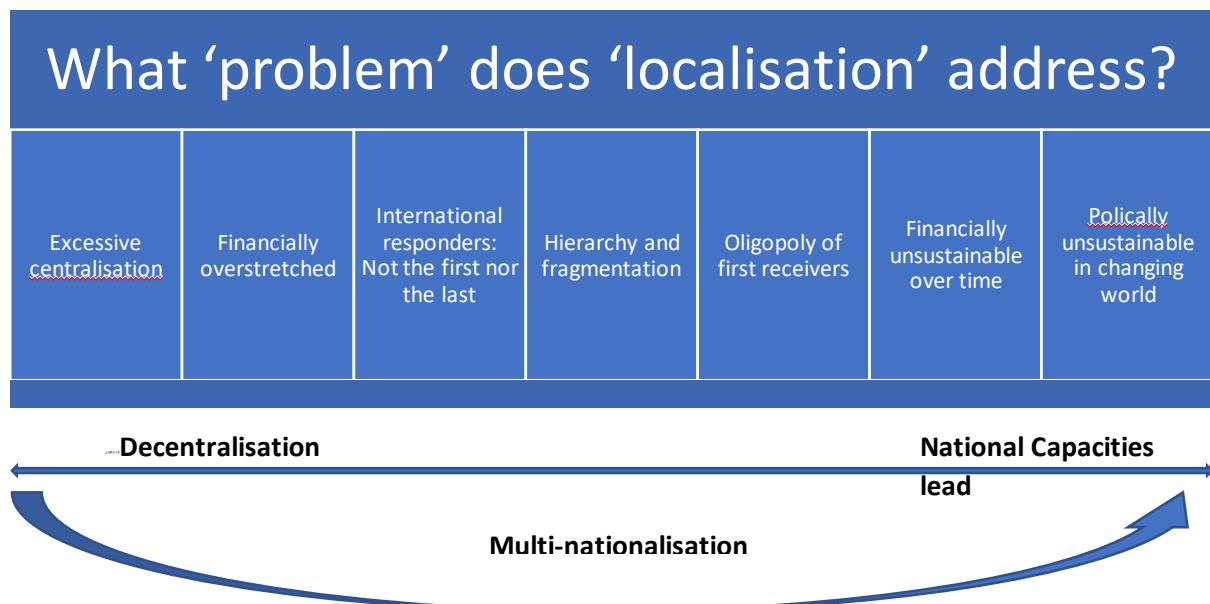 What ‘problem’ does ‘localisation’ address?
Excessive
centralisation
Financially
overstretched
International
responders:
Not the first nor
the last
Hierarchy and
fragmentation
Oligopoly of
first receivers
Financially
unsustainable
over time
Polically
unsustainable
in changing
world
Decentralisation
National Capacities
lead
Multi-nationalisation